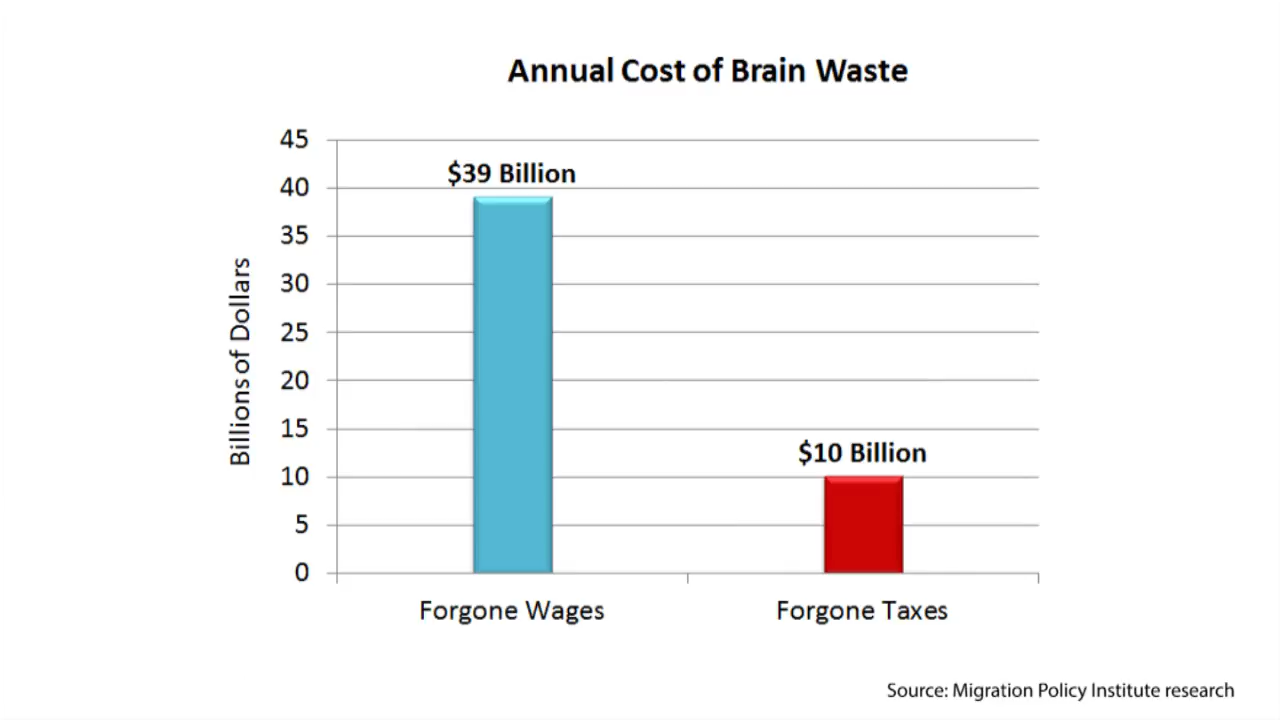 Annual Cost of Brain Waste
Billions of Dollars
45
40
35
30
25
20
15
10
5
0
$39 Billion
$10 Billion
Forgone Wages
Forgone Taxes
Source: Migration Policy Institute research